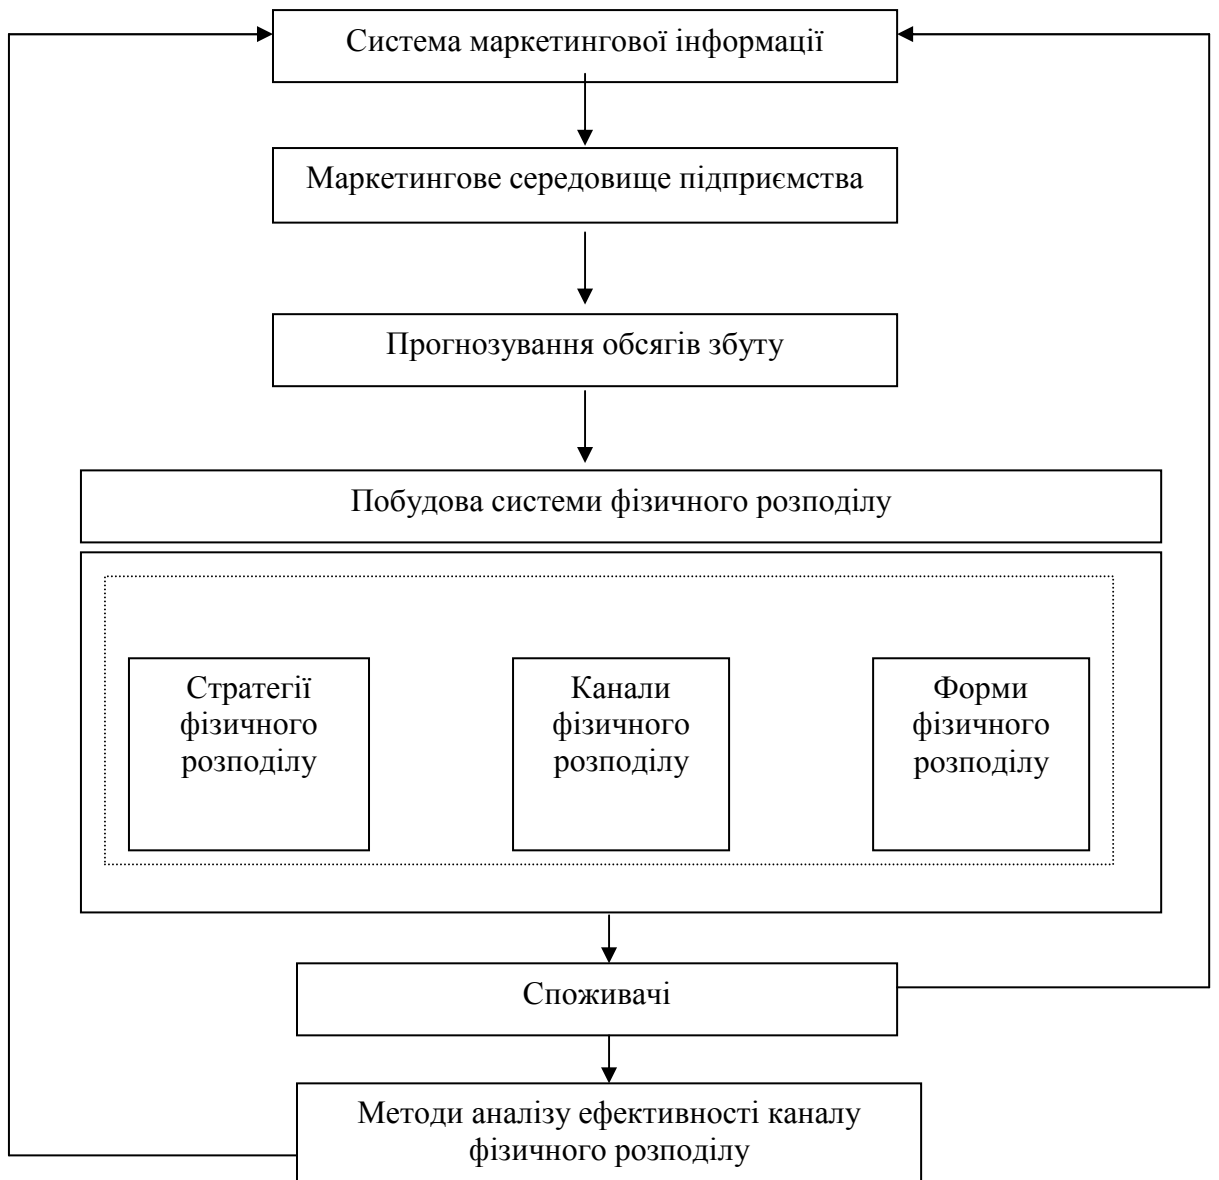 Система маркетингової інформації
Маркетингове середовище підприємства
Прогнозування обсягів збуту
Побудова системи фізичного розподілу
Стратегії
фізичного
розподілу
Канали
фізичного
розподілу
Форми
фізичного
розподілу
Споживачі
Методи аналізу ефективності каналу
фізичного розподілу